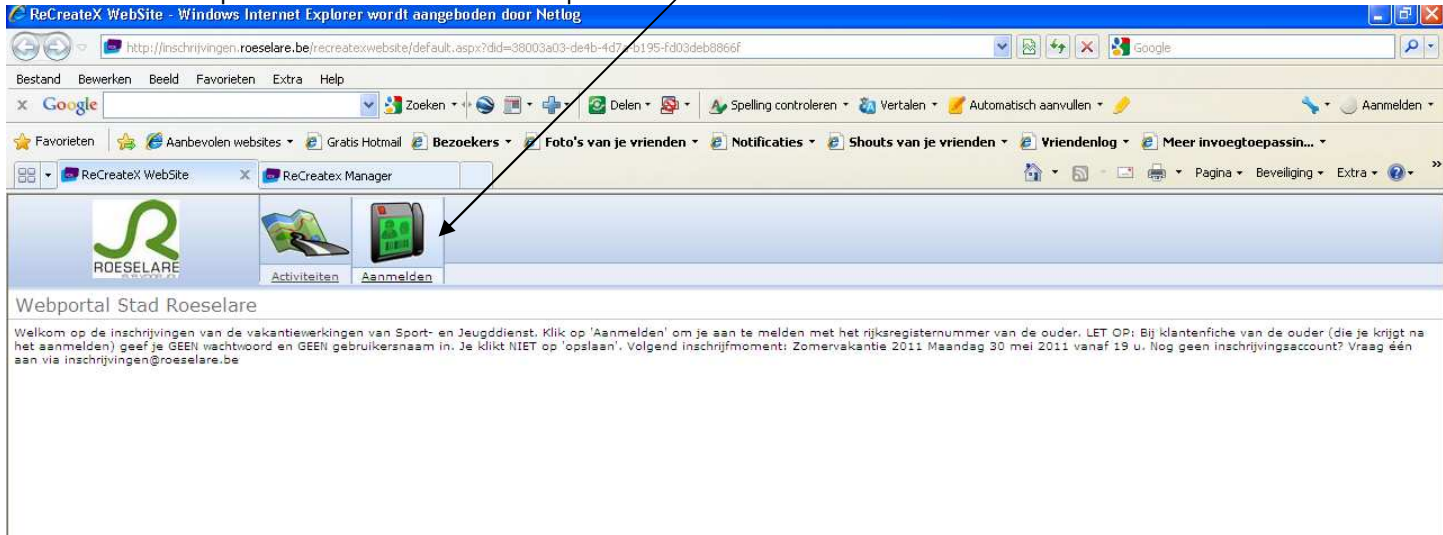 ReCreateX WebSite - Windows Internet Explorer wordt aangeboden door Netlog
http://inschrijvingen.roeselare.be/recreatexwebsite/default.aspx?did=38003a03-de4b-4d7a-b195-fd03deb8866f
Google
Bestand Bewerken Beeld Favorieten Extra Help
x Google Zoeken Delen Spelling controleren Vertalen Automatisch aanvullen Aanmelden
Favorieten Aanbevolen websites Gratis Hotmail Bezoekers Foto's van je vrienden Notificaties Shouts van je vrienden Vriendenlog Meer invoegtoepassin...
ReCreateX WebSite X ReCreatex Manager Pagina Beveiliging Extra »
ROESELARE
Activiteiten Aanmelden
Webportal Stad Roeselare
Welkom op de inschrijvingen van de vakantiewerkingen van Sport- en Jeugddienst. Klik op 'Aanmelden' om je aan te melden met het rijksregisternummer van de ouder. LET OP: Bij klantenfiche van de ouder (die je krijgt na
het aanmelden) geef je GEEN wachtwoord en GEEN gebruikersnaam in. Je klikt NIET op 'opslaan'. Volgend inschrijfmoment: Zomervakantie 2011 Maandag 30 mei 2011 vanaf 19 u. Nog geen inschrijvingsaccount? Vraag één
aan via inschrijvingen@roeselare.be